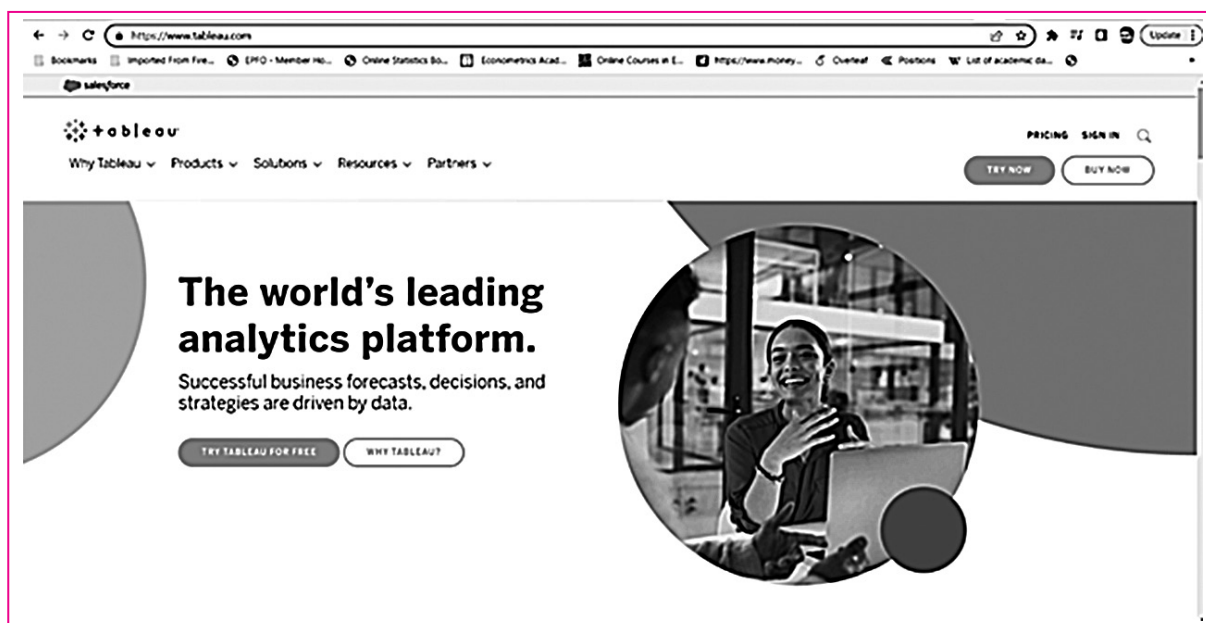 https://www.tableau.com Update
Bookmarks Imported From Fire... EPFO - Member Ho... Online Statistics Bo... Econometrics Acad... Online Courses in E... https://www.money... Overleaf Positions List of academic da...
salesforce
+ableau
PRICING SIGN IN
Why Tableau Products Solutions Resources Partners
TRY NOW BUY NOW
The world's leading
analytics platform.
Successful business forecasts, decisions, and
strategies are driven by data.
TRY TABLEAU FOR FREE WHY TABLEAU?